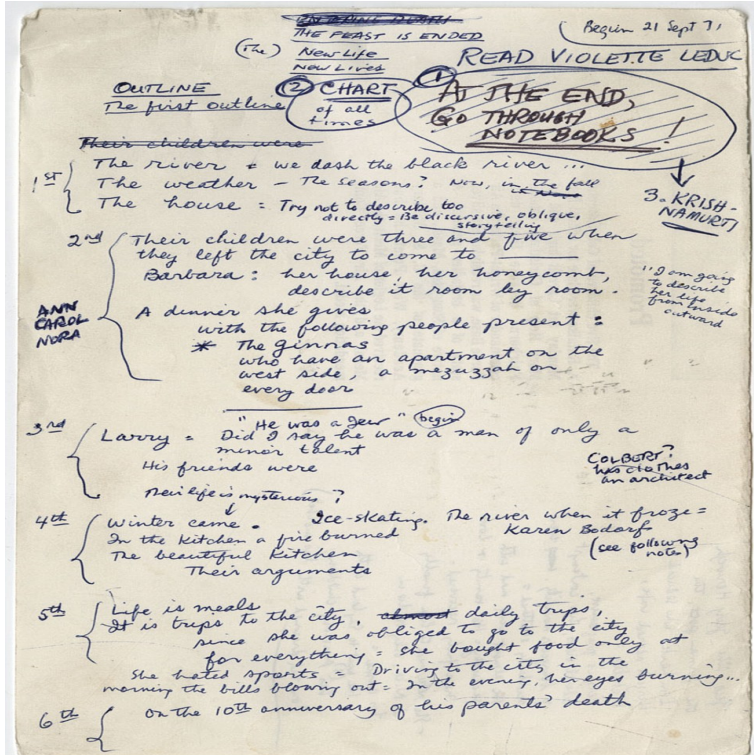 THE FEAST IS ENDED
(The) New Life
New Lives
Begun 21 Sept 71
READ VIOLETTE LEDUC
OUTLINE
The first outline
② CHART
of all
times
① AT THE END,
GO THROUGH
NOTEBOOKS!
3. KRISH-
NAMURTI
Their children were
1ST
The river = we dash the black river ...
The weather - The seasons? Now, in the fall
The house = Try not to describe too
directly = Be discursive, oblique,
storytelling
2nd
Their children were three and five when
they left the city to come to ______
Barbara : her house, her honeycomb,
describe it room by room.
"I am going
to describe
her life
from inside
outward
ANN
CAROL
NORA
A dinner she gives
with the following people present :
* The ginnas
who have an apartment on the
west side, a mezuzzah on
every door
3rd
"He was a Jew" begin
Larry = Did I say he was a man of only a
minor talent
His friends were
COLBERT?
has clothes
an architect
Their life is mysterious ?
4th
Winter came. Ice-skating. The river when it froze =
In the kitchen a fire burned Karen Bodorf
The beautiful kitchen
(see following
notes)
Their arguments
5th
Life is meals
It is trips to the city, almost daily trips,
since she was obliged to go to the city
for everything = she bought food only at
She hated sports = Driving to the city in the
morning the bills blowing out = In the evening, her eyes burning...
6th
On the 10th anniversary of his parents' death